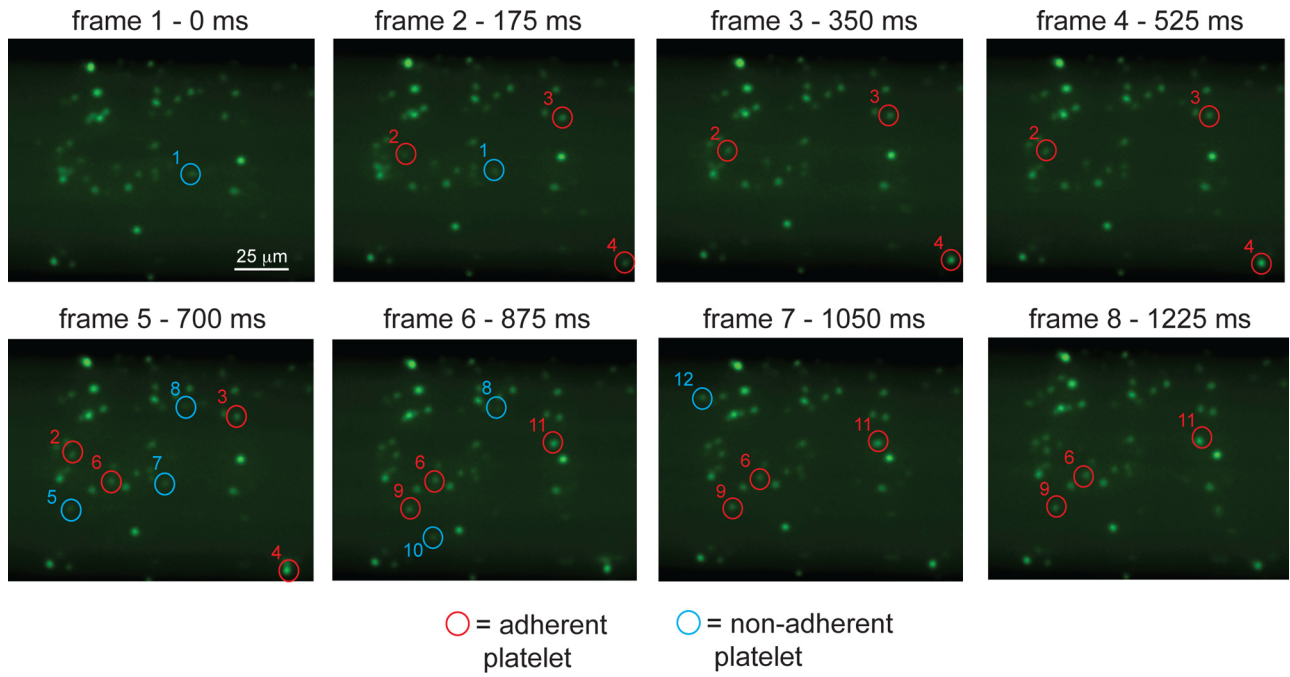 frame 1 - 0 ms
frame 2 - 175 ms
frame 3 - 350 ms
frame 4 - 525 ms
1
25 μm
2
1
3
4
2
3
4
2
3
4
frame 5 - 700 ms
frame 6 - 875 ms
frame 7 - 1050 ms
frame 8 - 1225 ms
8
3
2
6
7
5
4
8
11
6
9
10
12
11
6
9
11
6
9
= adherent
platelet
= non-adherent
platelet